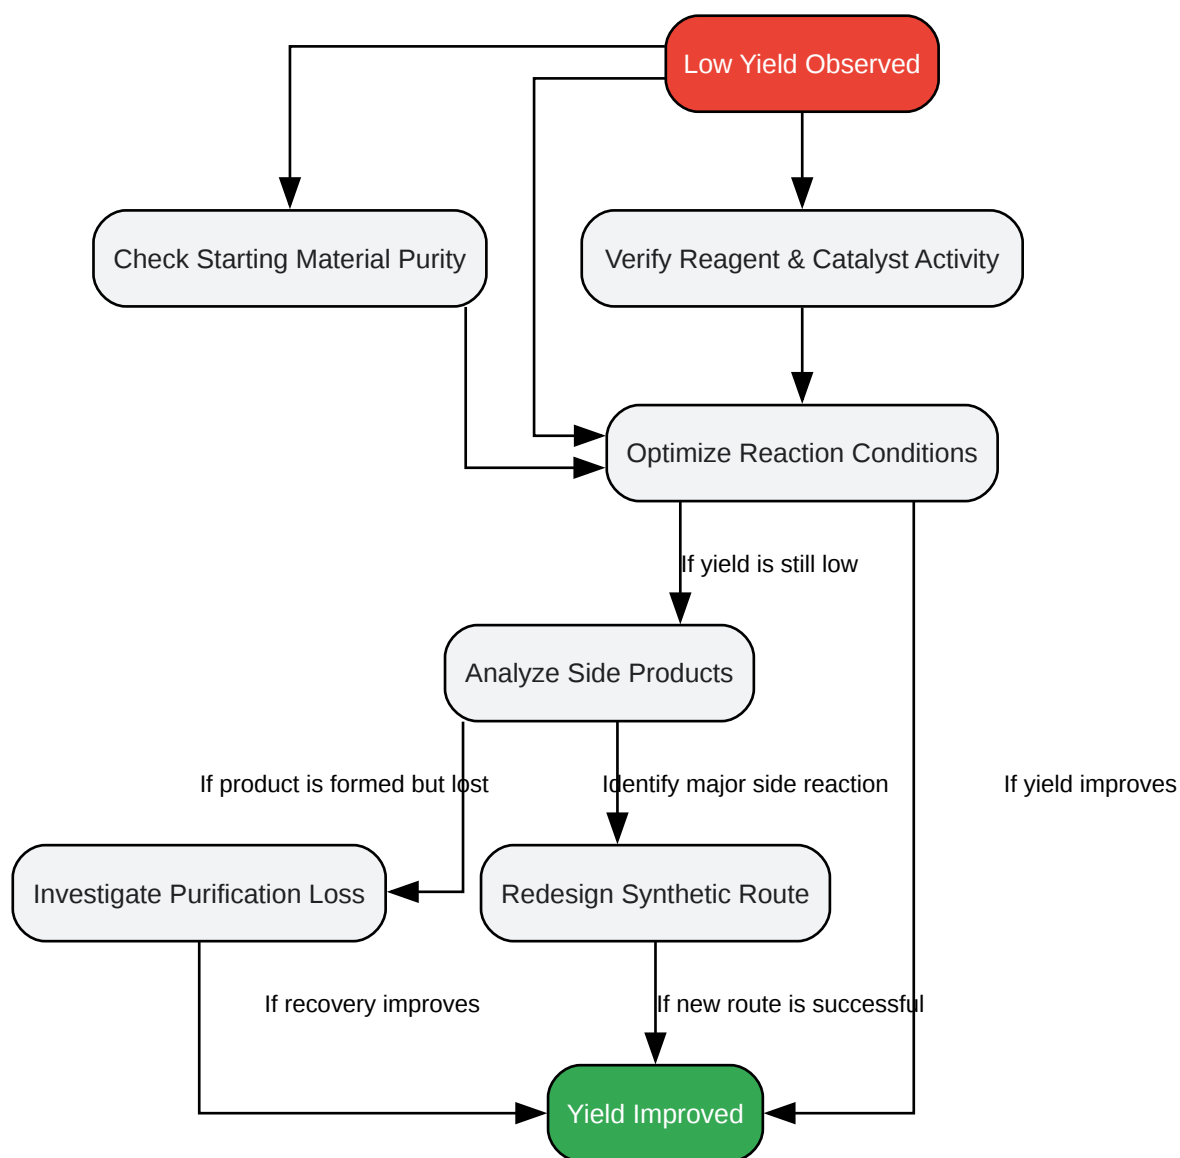 Low Yield Observed
Check Starting Material Purity
Verify Reagent & Catalyst Activity
Optimize Reaction Conditions
If yield is still low
Analyze Side Products
If product is formed but lost
Identify major side reaction
If yield improves
Investigate Purification Loss
Redesign Synthetic Route
If recovery improves
If new route is successful
Yield Improved